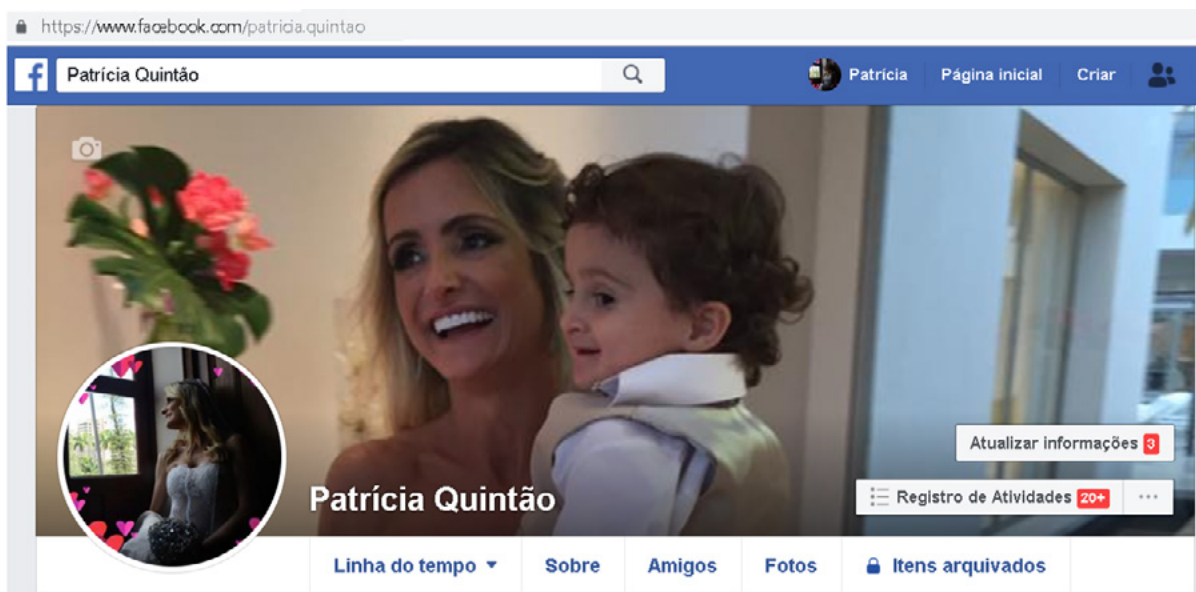 https://www.facebook.com/patricia.quintao
f Patrícia Quintão Patrícia Página inicial Criar
Atualizar informações 3
Patrícia Quintão Registro de Atividades 20+ ...
Linha do tempo Sobre Amigos Fotos Itens arquivados